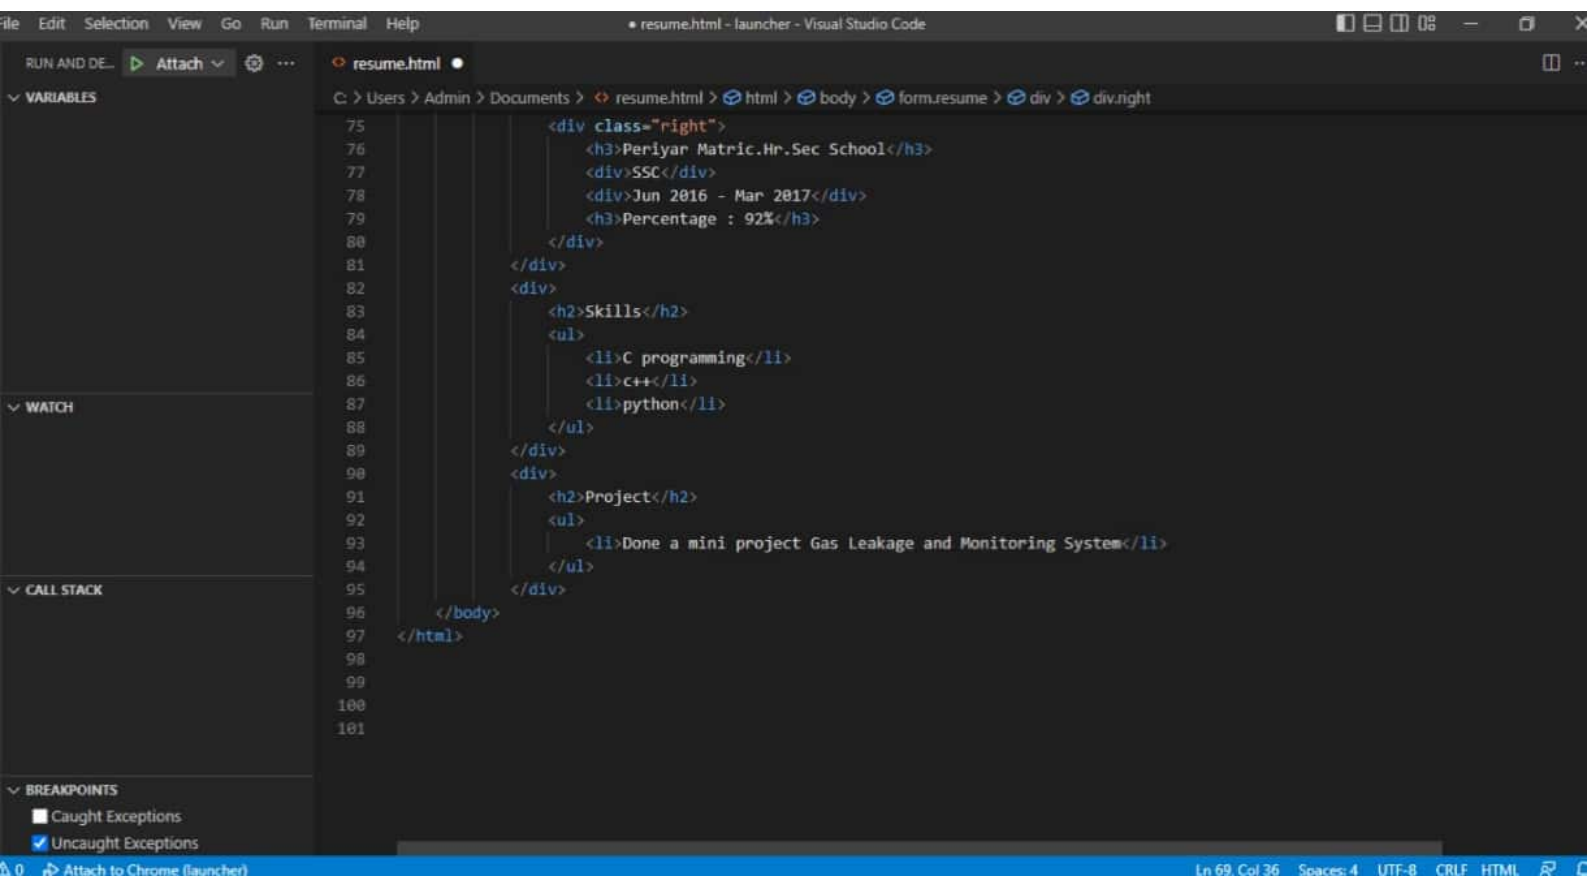 File Edit Selection View Go Run Terminal Help
● resume.html - launcher - Visual Studio Code
RUN AND DE... Attach ...
resume.html ●
VARIABLES
C: > Users > Admin > Documents > resume.html > html > body > form.resume > div > div.right
75 <div class="right">
76 <h3>Periyar Matric.Hr.Sec School</h3>
77 <div>SSC</div>
78 <div>Jun 2016 - Mar 2017</div>
79 <h3>Percentage : 92%</h3>
80 </div>
81 </div>
82 <div>
83 <h2>Skills</h2>
84 <ul>
85 <li>C programming</li>
86 <li>c++</li>
87 <li>python</li>
88 </ul>
89 </div>
90 <div>
91 <h2>Project</h2>
92 <ul>
93 <li>Done a mini project Gas Leakage and Monitoring System</li>
94 </ul>
95 </div>
96 </body>
97 </html>
98
99
100
101
WATCH
CALL STACK
BREAKPOINTS
Caught Exceptions
Uncaught Exceptions
0 Attach to Chrome (launcher)
Ln 69, Col 36 Spaces: 4 UTF-8 CRLF HTML